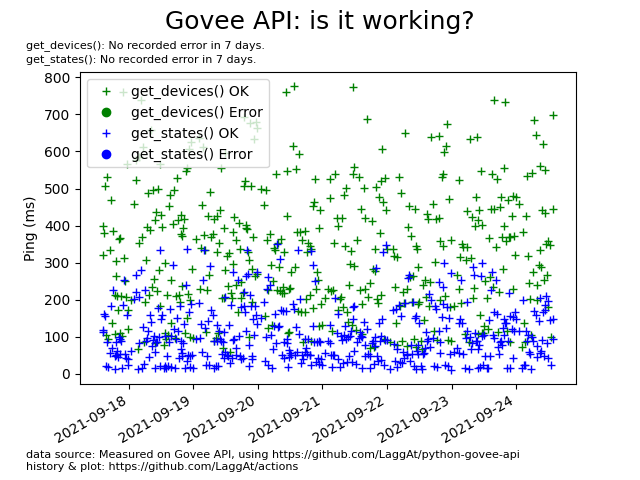 Govee API: is it working?
get_devices(): No recorded error in 7 days.
get_states(): No recorded error in 7 days.
800
700
600
500
400
300
200
100
0
Ping (ms)
get_devices() OK
get_devices() Error
get_states() OK
get_states() Error
2021-09-18
2021-09-19
2021-09-20
2021-09-21
2021-09-22
2021-09-23
2021-09-24
data source: Measured on Govee API, using https://github.com/LaggAt/python-govee-api
history & plot: https://github.com/LaggAt/actions